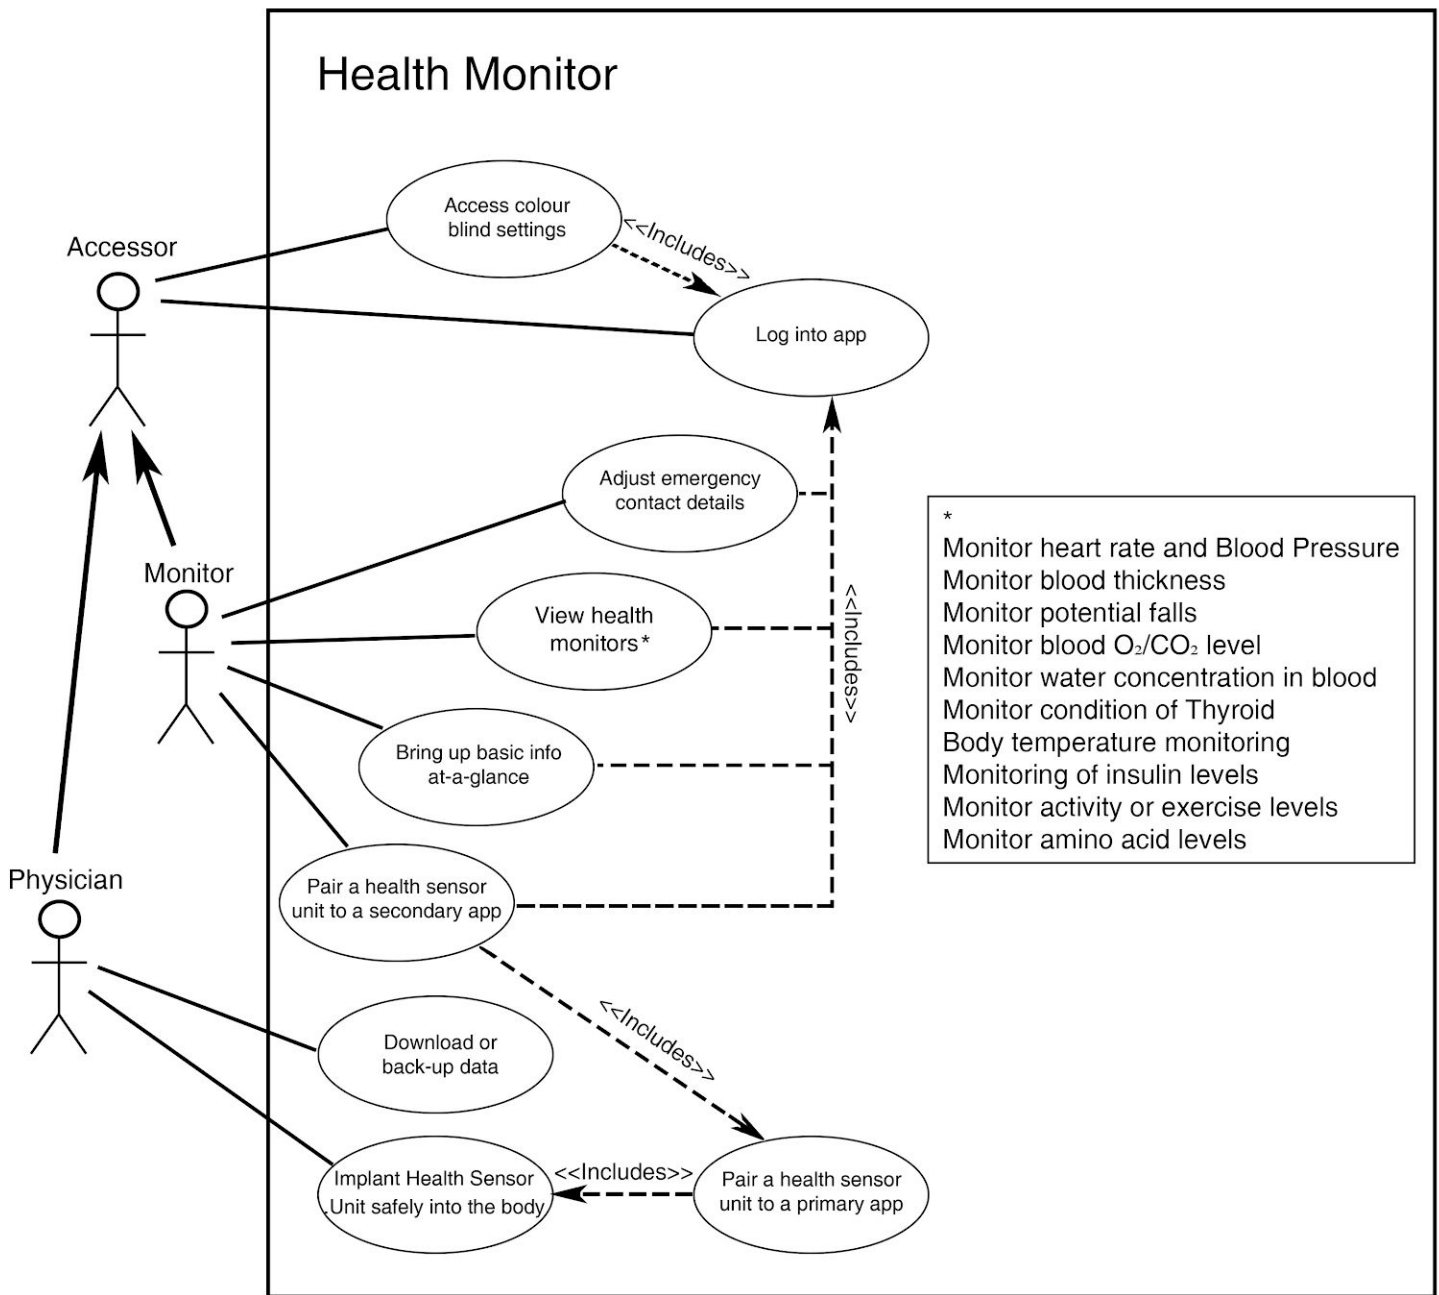 Health Monitor
Access colour
blind settings
<<Includes>>
Accessor
Log into app
Adjust emergency
contact details
*
Monitor heart rate and Blood Pressure
Monitor blood thickness
Monitor potential falls
Monitor blood O₂/CO₂ level
Monitor water concentration in blood
Monitor condition of Thyroid
Body temperature monitoring
Monitoring of insulin levels
Monitor activity or exercise levels
Monitor amino acid levels
Monitor
<<Includes>>
View health
monitors*
Bring up basic info
at-a-glance
Physician
Pair a health sensor
unit to a secondary app
<<Includes>>
Download or
back-up data
<<Includes>>
Implant Health Sensor
.Unit safely into the body
Pair a health sensor
unit to a primary app